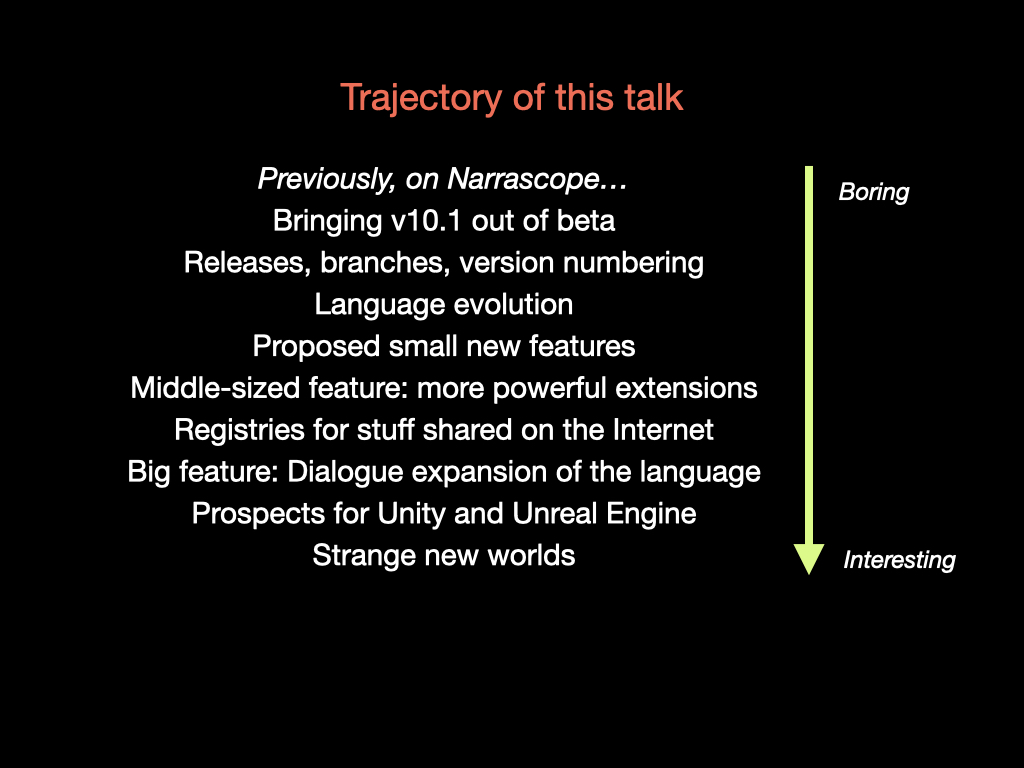 Trajectory of this talk
Previously, on Narrascope…
Boring
Bringing v10.1 out of beta
Releases, branches, version numbering
Language evolution
Proposed small new features
Middle-sized feature: more powerful extensions
Registries for stuff shared on the Internet
Big feature: Dialogue expansion of the language
Prospects for Unity and Unreal Engine
Strange new worlds
Interesting